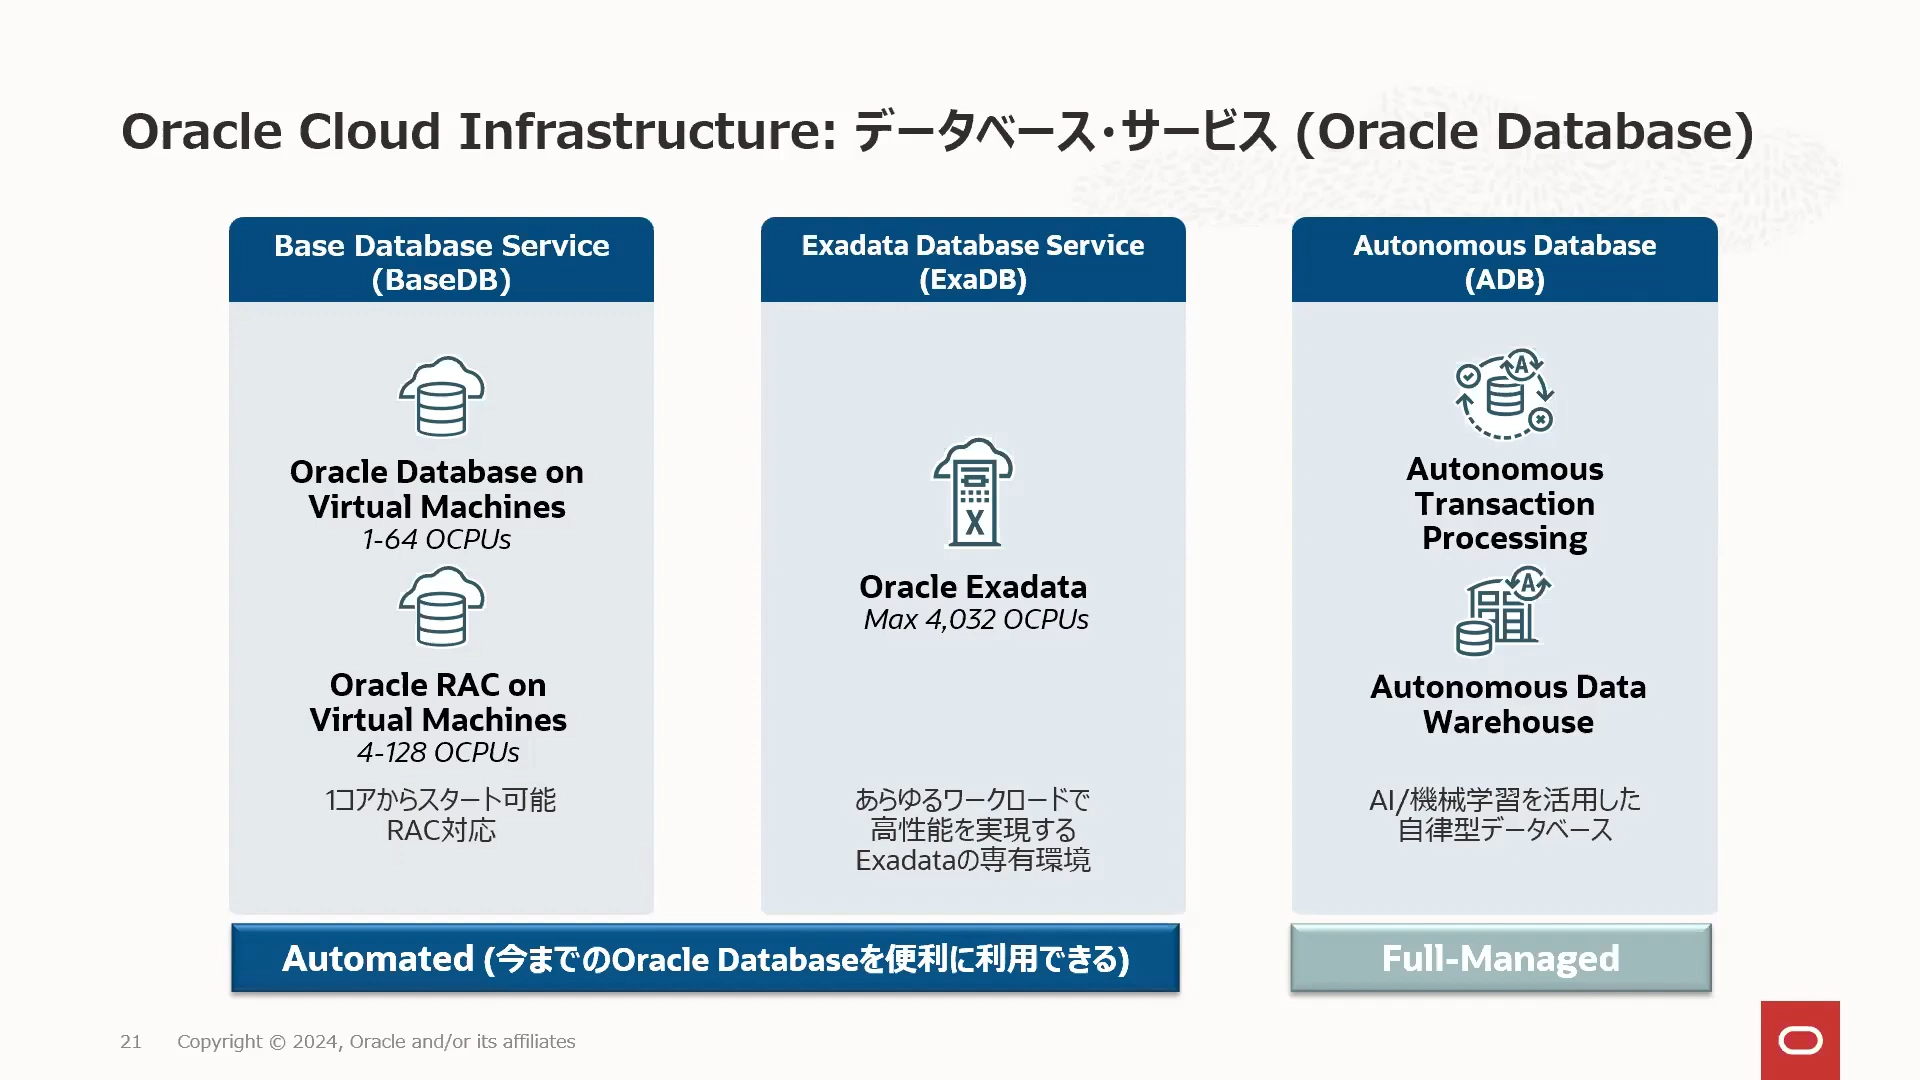 Oracle Cloud Infrastructure: データベース・サービス (Oracle Database)
Base Database Service
(BaseDB)
Oracle Database on
Virtual Machines
1-64 OCPUs
Oracle RAC on
Virtual Machines
4-128 OCPUs
1コアからスタート可能
RAC対応
Exadata Database Service
(ExaDB)
X
Oracle Exadata
Max 4,032 OCPUs
あらゆるワークロードで
高性能を実現する
Exadataの専有環境
Autonomous Database
(ADB)
A
Autonomous
Transaction
Processing
A
Autonomous Data
Warehouse
AI/機械学習を活用した
自律型データベース
Automated (今までのOracle Databaseを便利に利用できる)
Full-Managed
21 Copyright © 2024, Oracle and/or its affiliates